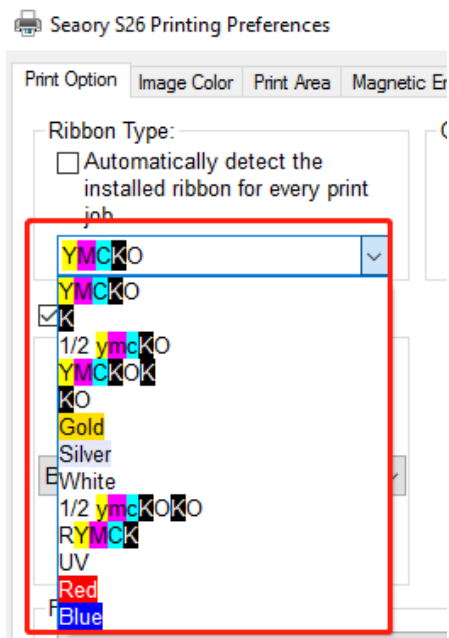 Seaory S26 Printing Preferences
Print Option Image Color Print Area Magnetic En
Ribbon Type:
Automatically detect the
installed ribbon for every print
job
YMCKO
YMCKO
K
1/2 ymcKO
YMCKOK
KO
Gold
Silver
White
1/2 ymcKOKO
RYMCK
UV
Red
Blue